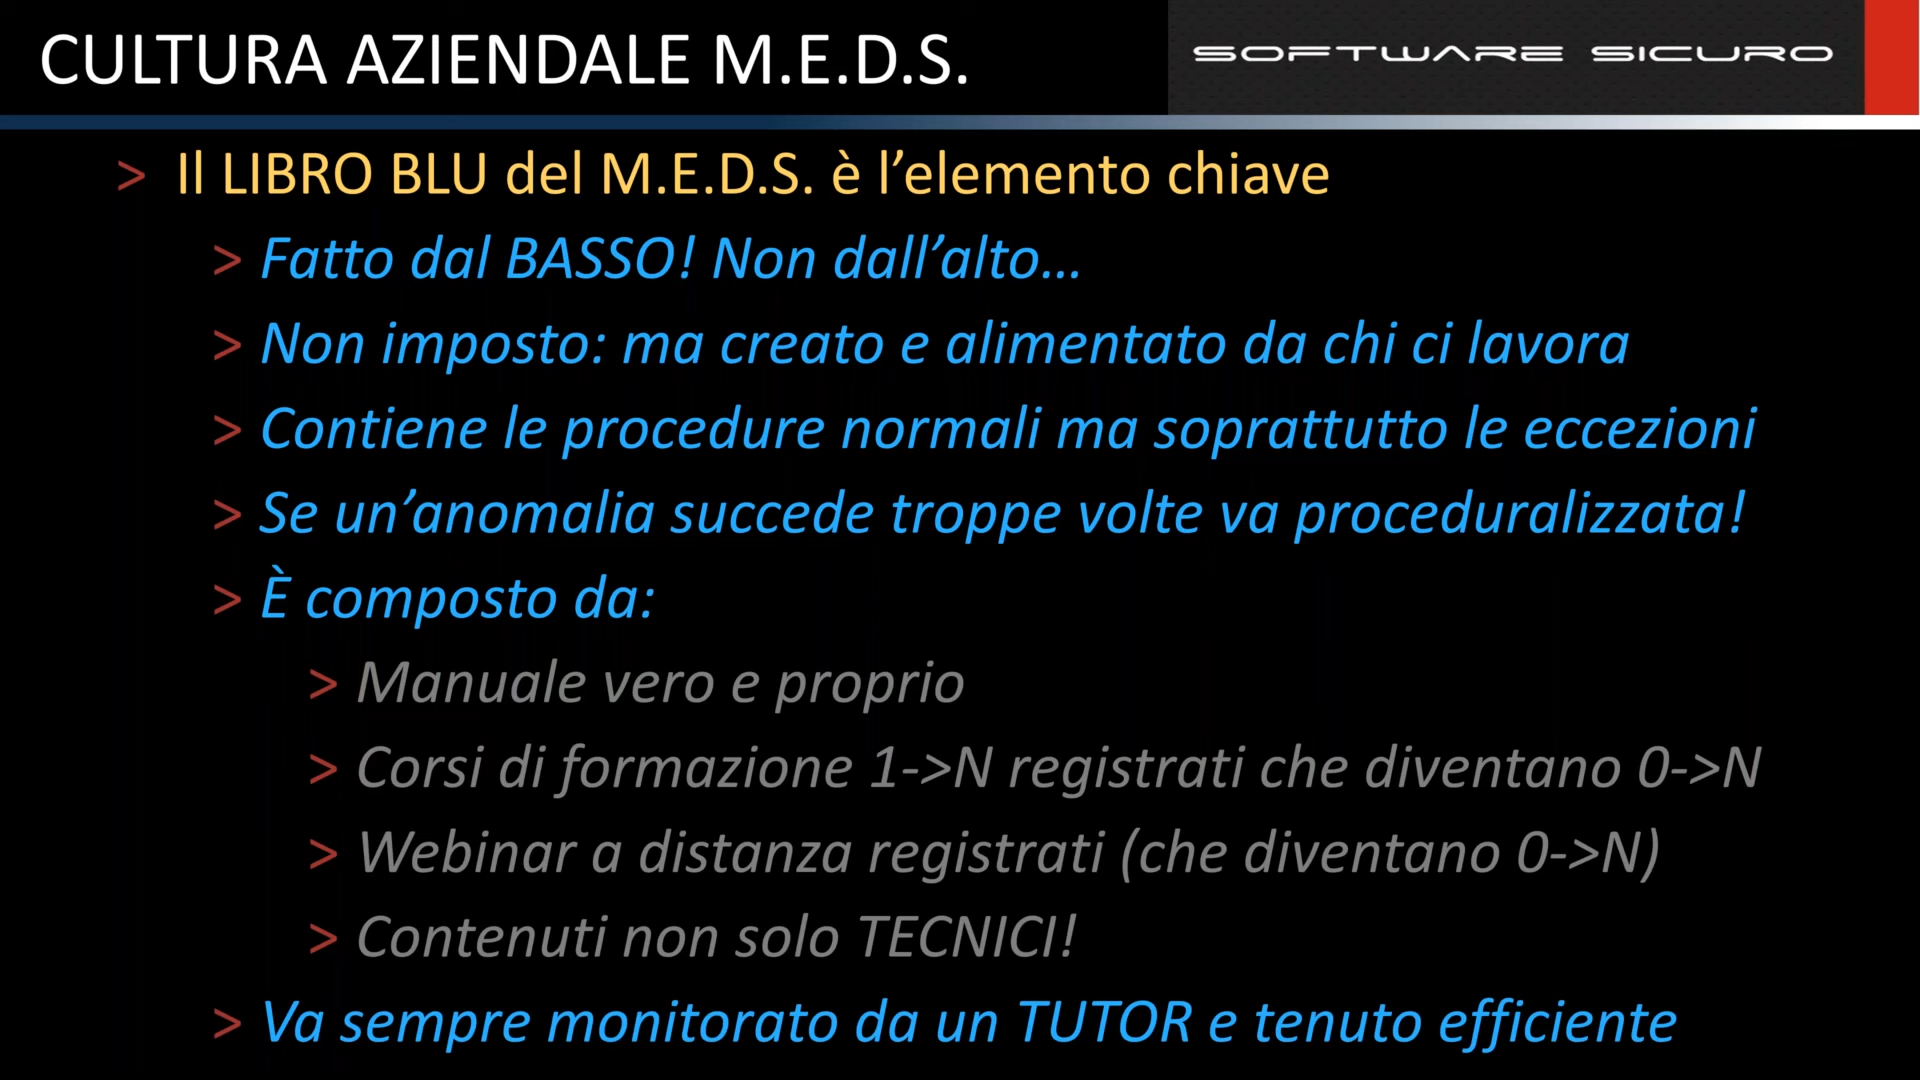 CULTURA AZIENDALE M.E.D.S.
SOFTWARE SICURO
> Il LIBRO BLU del M.E.D.S. è l’elemento chiave
> Fatto dal BASSO! Non dall’alto…
> Non imposto: ma creato e alimentato da chi ci lavora
> Contiene le procedure normali ma soprattutto le eccezioni
> Se un’anomalia succede troppe volte va proceduralizzata!
> È composto da:
> Manuale vero e proprio
> Corsi di formazione 1->N registrati che diventano 0->N
> Webinar a distanza registrati (che diventano 0->N)
> Contenuti non solo TECNICI!
> Va sempre monitorato da un TUTOR e tenuto efficiente